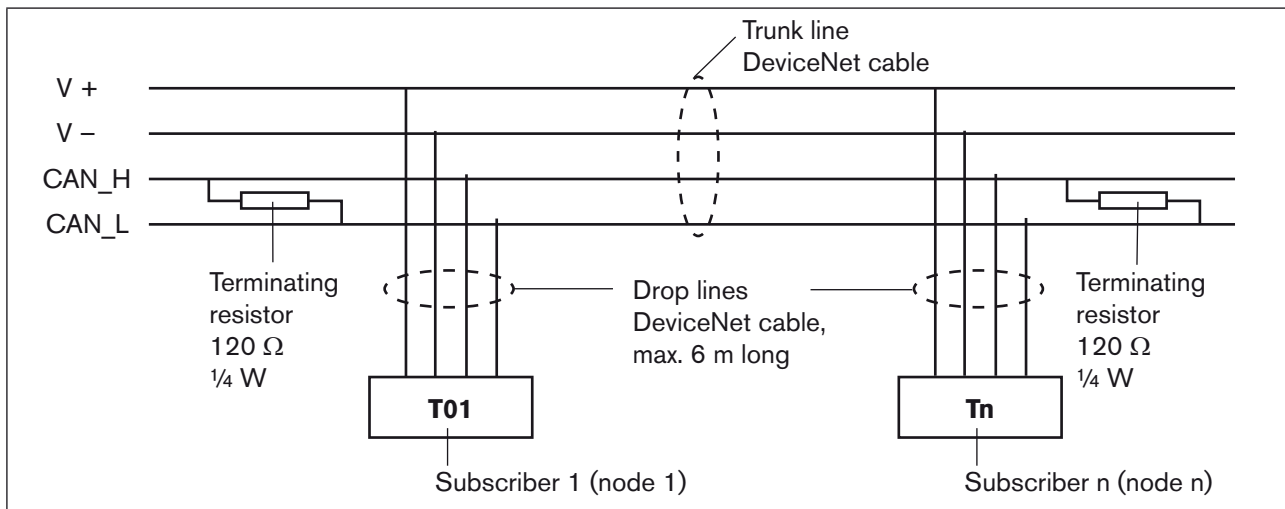 Trunk line
DeviceNet cable
V +
V –
CAN_H
CAN_L
Terminating
resistor
120 Ω
¼ W
Drop lines
DeviceNet cable,
max. 6 m long
Terminating
resistor
120 Ω
¼ W
T01
Tn
Subscriber 1 (node 1)
Subscriber n (node n)